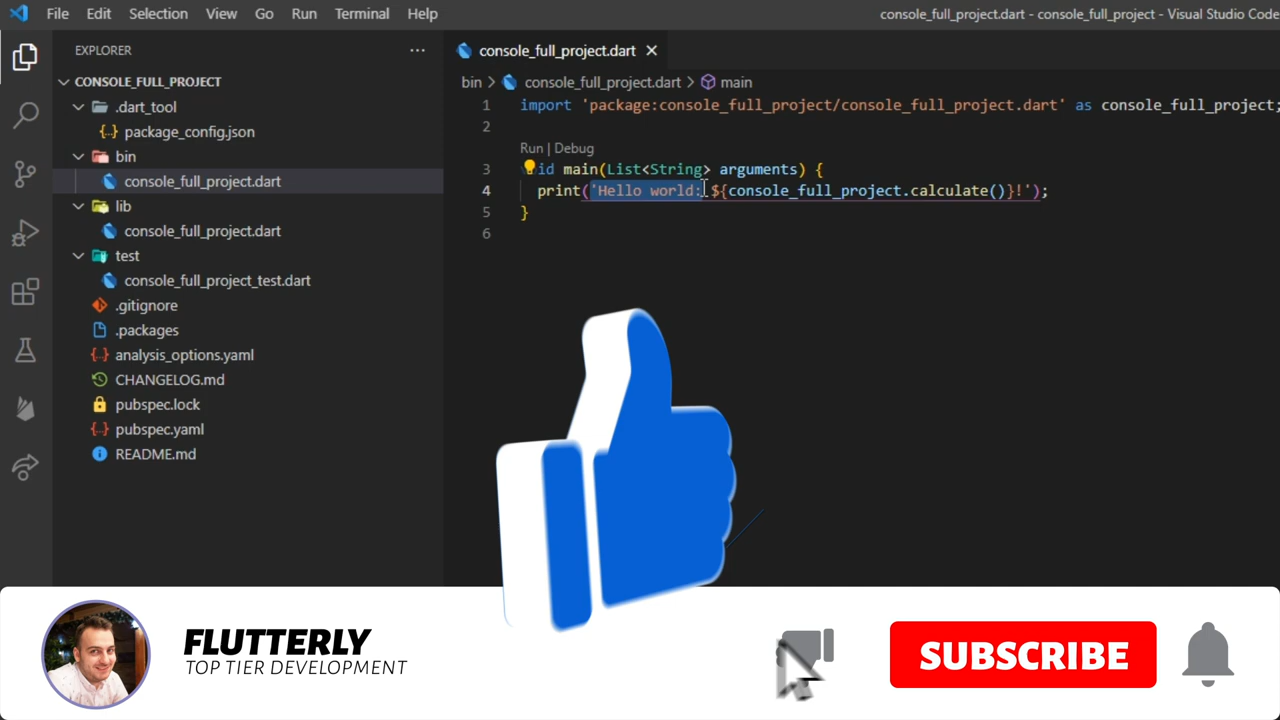 File Edit Selection View Go Run Terminal Help
console_full_project.dart - console_full_project - Visual Studio Code
EXPLORER
CONSOLE_FULL_PROJECT
.dart_tool
package_config.json
bin
console_full_project.dart
lib
console_full_project.dart
test
console_full_project_test.dart
.gitignore
.packages
analysis_options.yaml
CHANGELOG.md
pubspec.lock
pubspec.yaml
README.md
console_full_project.dart
bin > console_full_project.dart > main
1 import 'package:console_full_project/console_full_project.dart' as console_full_project;
2
Run | Debug
3 id main(List<String> arguments) {
4 print('Hello world: ${console_full_project.calculate()}!');
5 }
6
FLUTTERLY
TOP TIER DEVELOPMENT
SUBSCRIBE